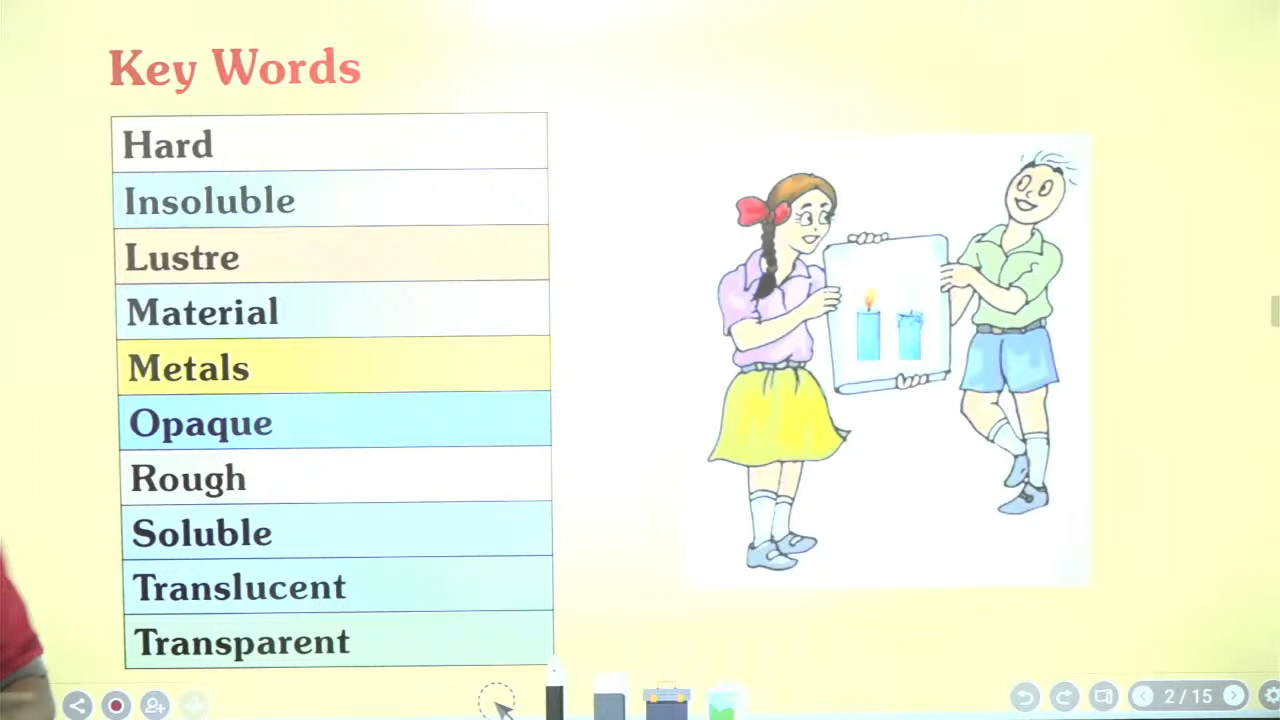 Key Words
Hard
Insoluble
Lustre
Material
Metals
Opaque
Rough
Soluble
Translucent
Transparent
2 / 15